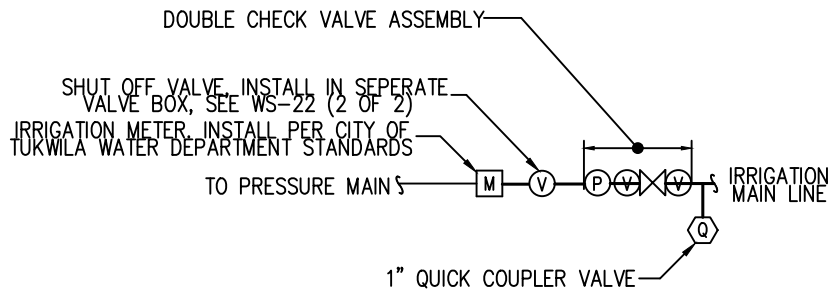 DOUBLE CHECK VALVE ASSEMBLY
SHUT OFF VALVE, INSTALL IN SEPERATE
VALVE BOX, SEE WS-22 (2 OF 2)
IRRIGATION METER, INSTALL PER CITY OF
TUKWILA WATER DEPARTMENT STANDARDS
TO PRESSURE MAIN
M V P V V
IRRIGATION
MAIN LINE
Q
1" QUICK COUPLER VALVE